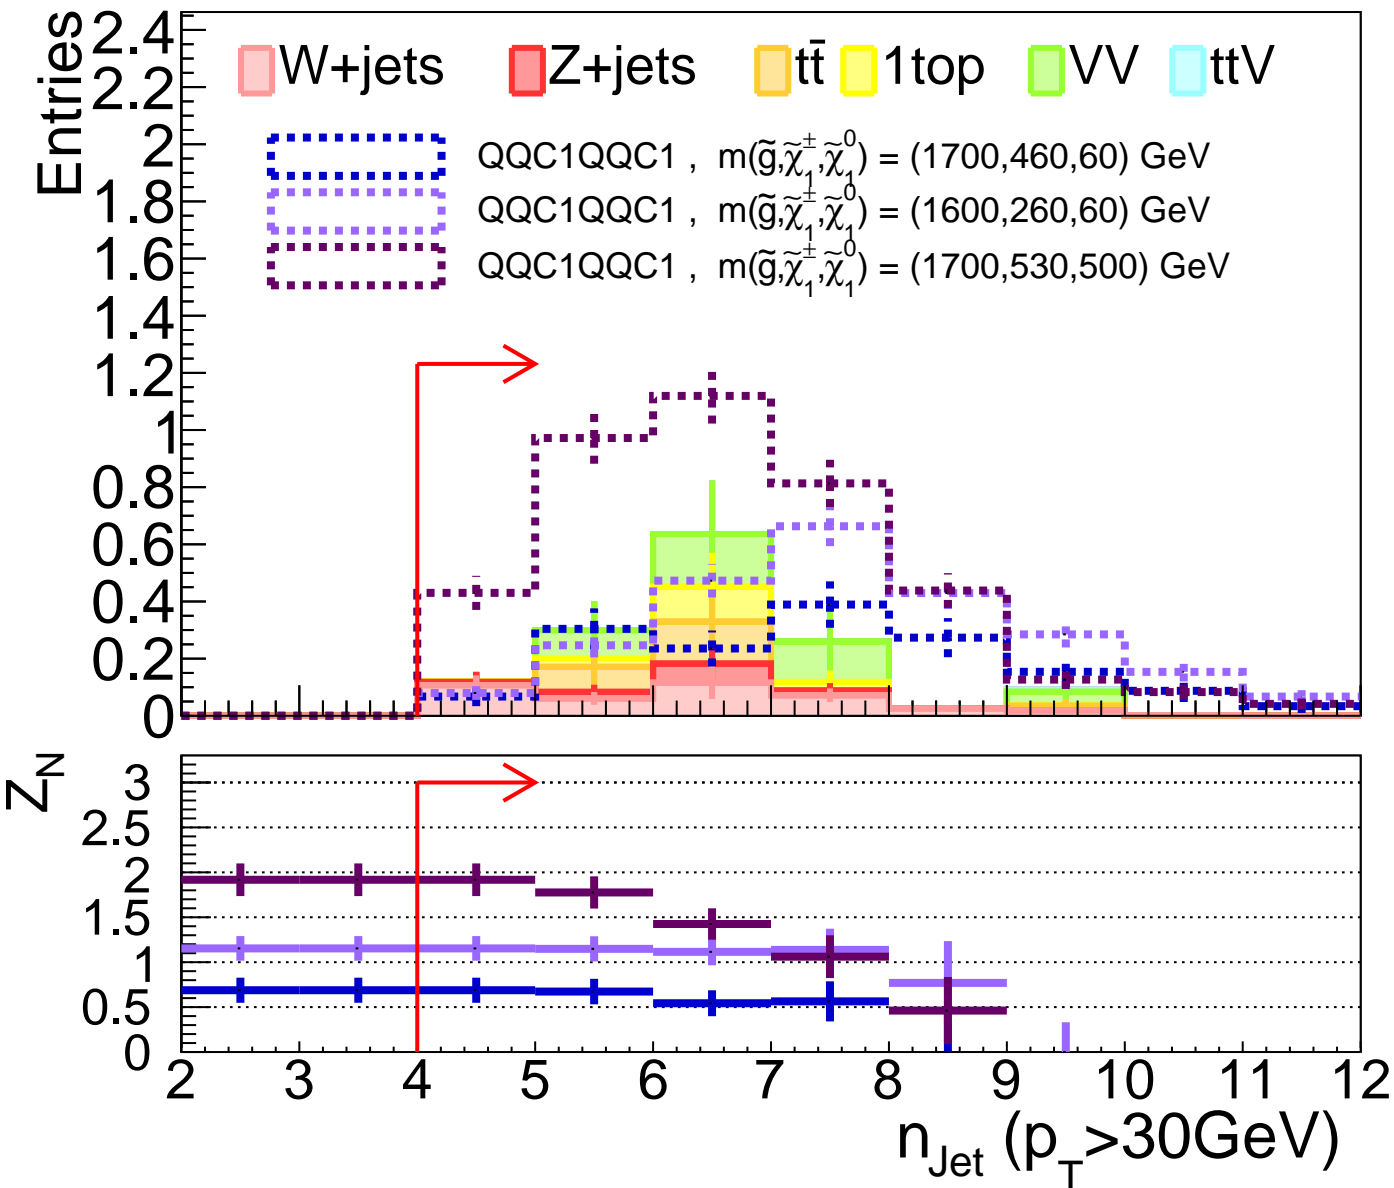 Entries
2.4
2.2
2
1.8
1.6
1.4
1.2
1
0.8
0.6
0.4
0.2
0
W+jets Z+jets tt̄ 1top VV ttV
QQC1QQC1 , m(g̃,χ̃₁±,χ̃₁⁰) = (1700,460,60) GeV
QQC1QQC1 , m(g̃,χ̃₁±,χ̃₁⁰) = (1600,260,60) GeV
QQC1QQC1 , m(g̃,χ̃₁±,χ̃₁⁰) = (1700,530,500) GeV
Z_N
3
2.5
2
1.5
1
0.5
0
2 3 4 5 6 7 8 9 10 11 12
n_Jet (p_T>30GeV)